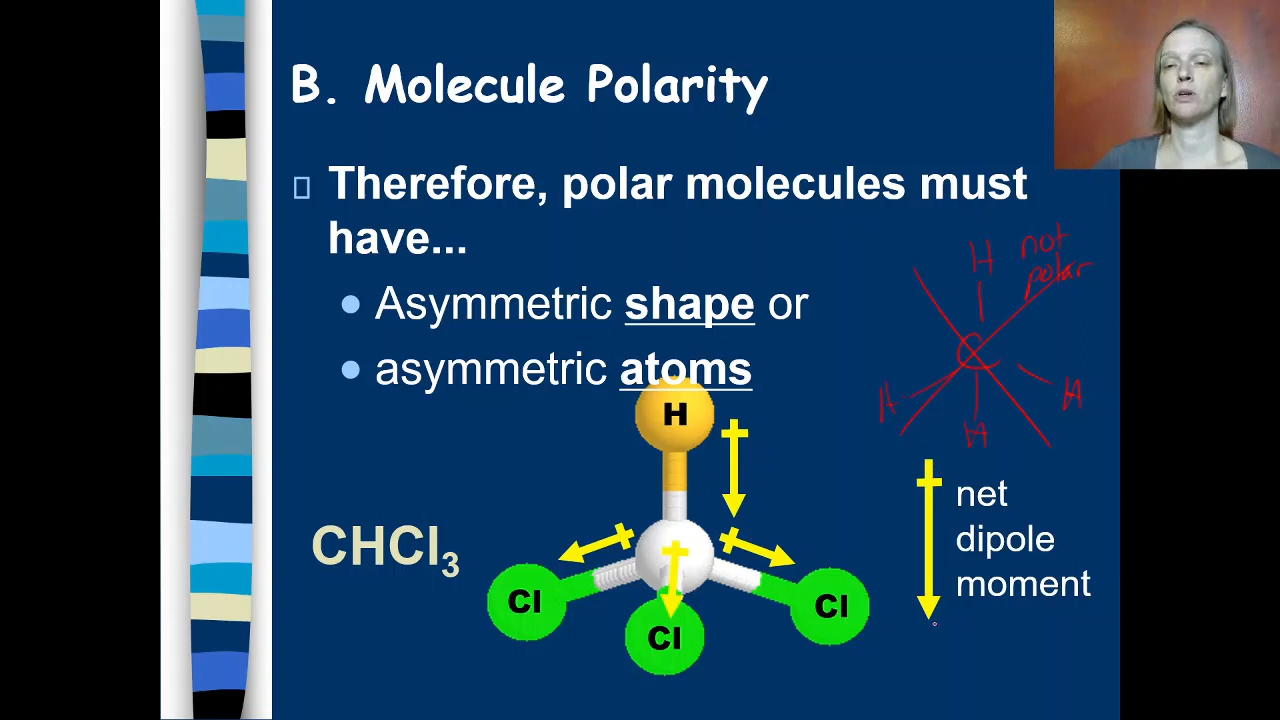 B. Molecule Polarity
Therefore, polar molecules must
have...
• Asymmetric shape or
• asymmetric atoms
H
Cl
Cl
Cl
CHCl₃
H
not
polar
C
H
H
H
net
dipole
moment